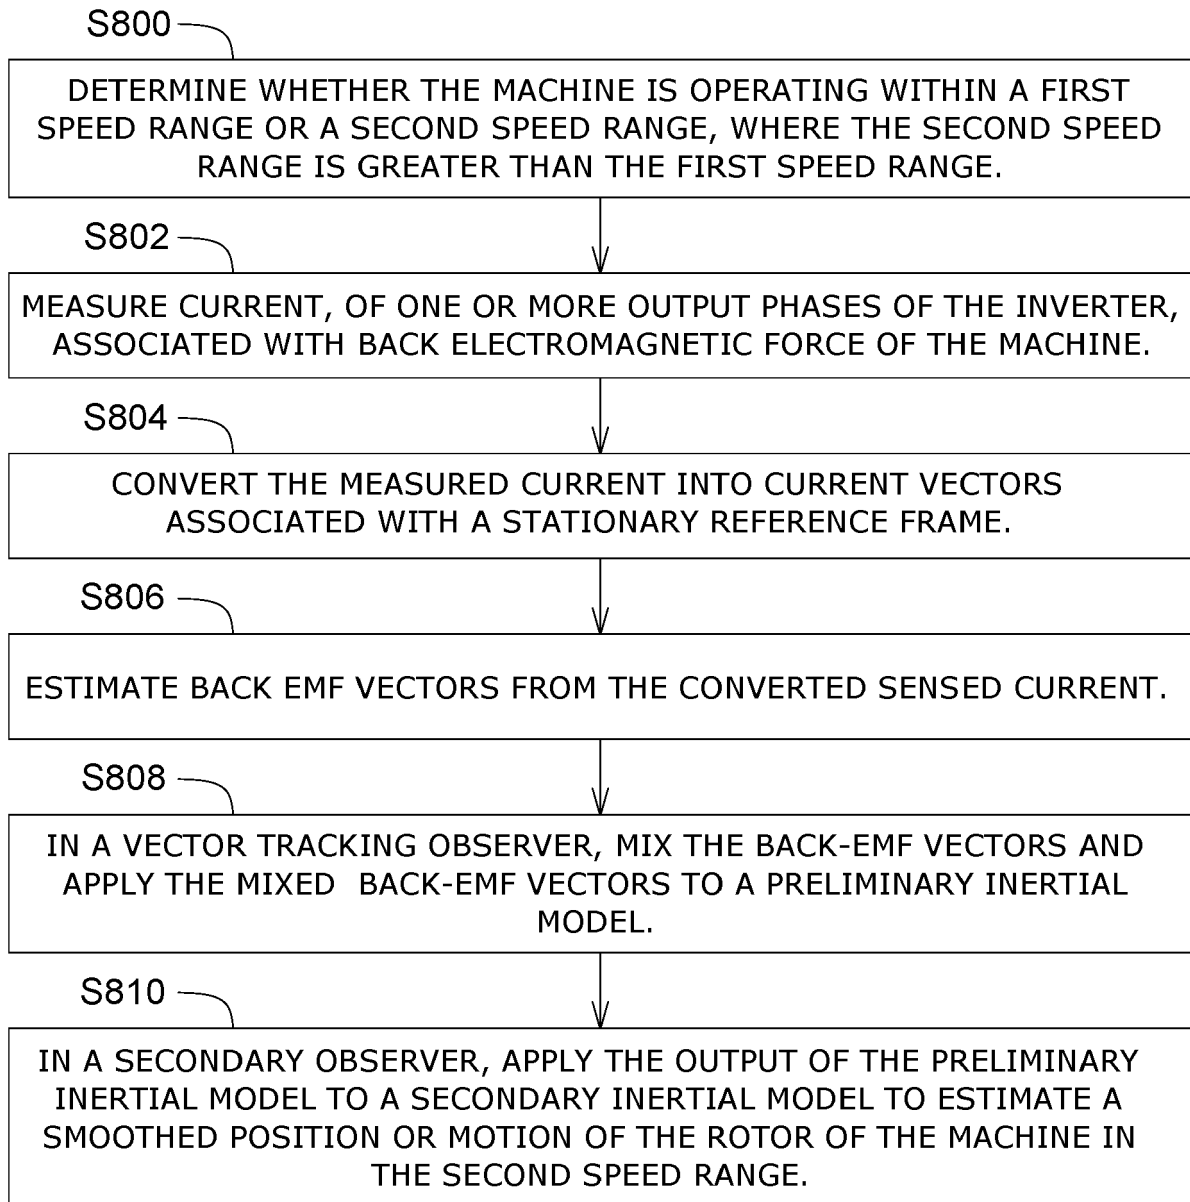 S800
DETERMINE WHETHER THE MACHINE IS OPERATING WITHIN A FIRST
SPEED RANGE OR A SECOND SPEED RANGE, WHERE THE SECOND SPEED
RANGE IS GREATER THAN THE FIRST SPEED RANGE.
S802
MEASURE CURRENT, OF ONE OR MORE OUTPUT PHASES OF THE INVERTER,
ASSOCIATED WITH BACK ELECTROMAGNETIC FORCE OF THE MACHINE.
S804
CONVERT THE MEASURED CURRENT INTO CURRENT VECTORS
ASSOCIATED WITH A STATIONARY REFERENCE FRAME.
S806
ESTIMATE BACK EMF VECTORS FROM THE CONVERTED SENSED CURRENT.
S808
IN A VECTOR TRACKING OBSERVER, MIX THE BACK-EMF VECTORS AND
APPLY THE MIXED  BACK-EMF VECTORS TO A PRELIMINARY INERTIAL
MODEL.
S810
IN A SECONDARY OBSERVER, APPLY THE OUTPUT OF THE PRELIMINARY
INERTIAL MODEL TO A SECONDARY INERTIAL MODEL TO ESTIMATE A
SMOOTHED POSITION OR MOTION OF THE ROTOR OF THE MACHINE IN
THE SECOND SPEED RANGE.